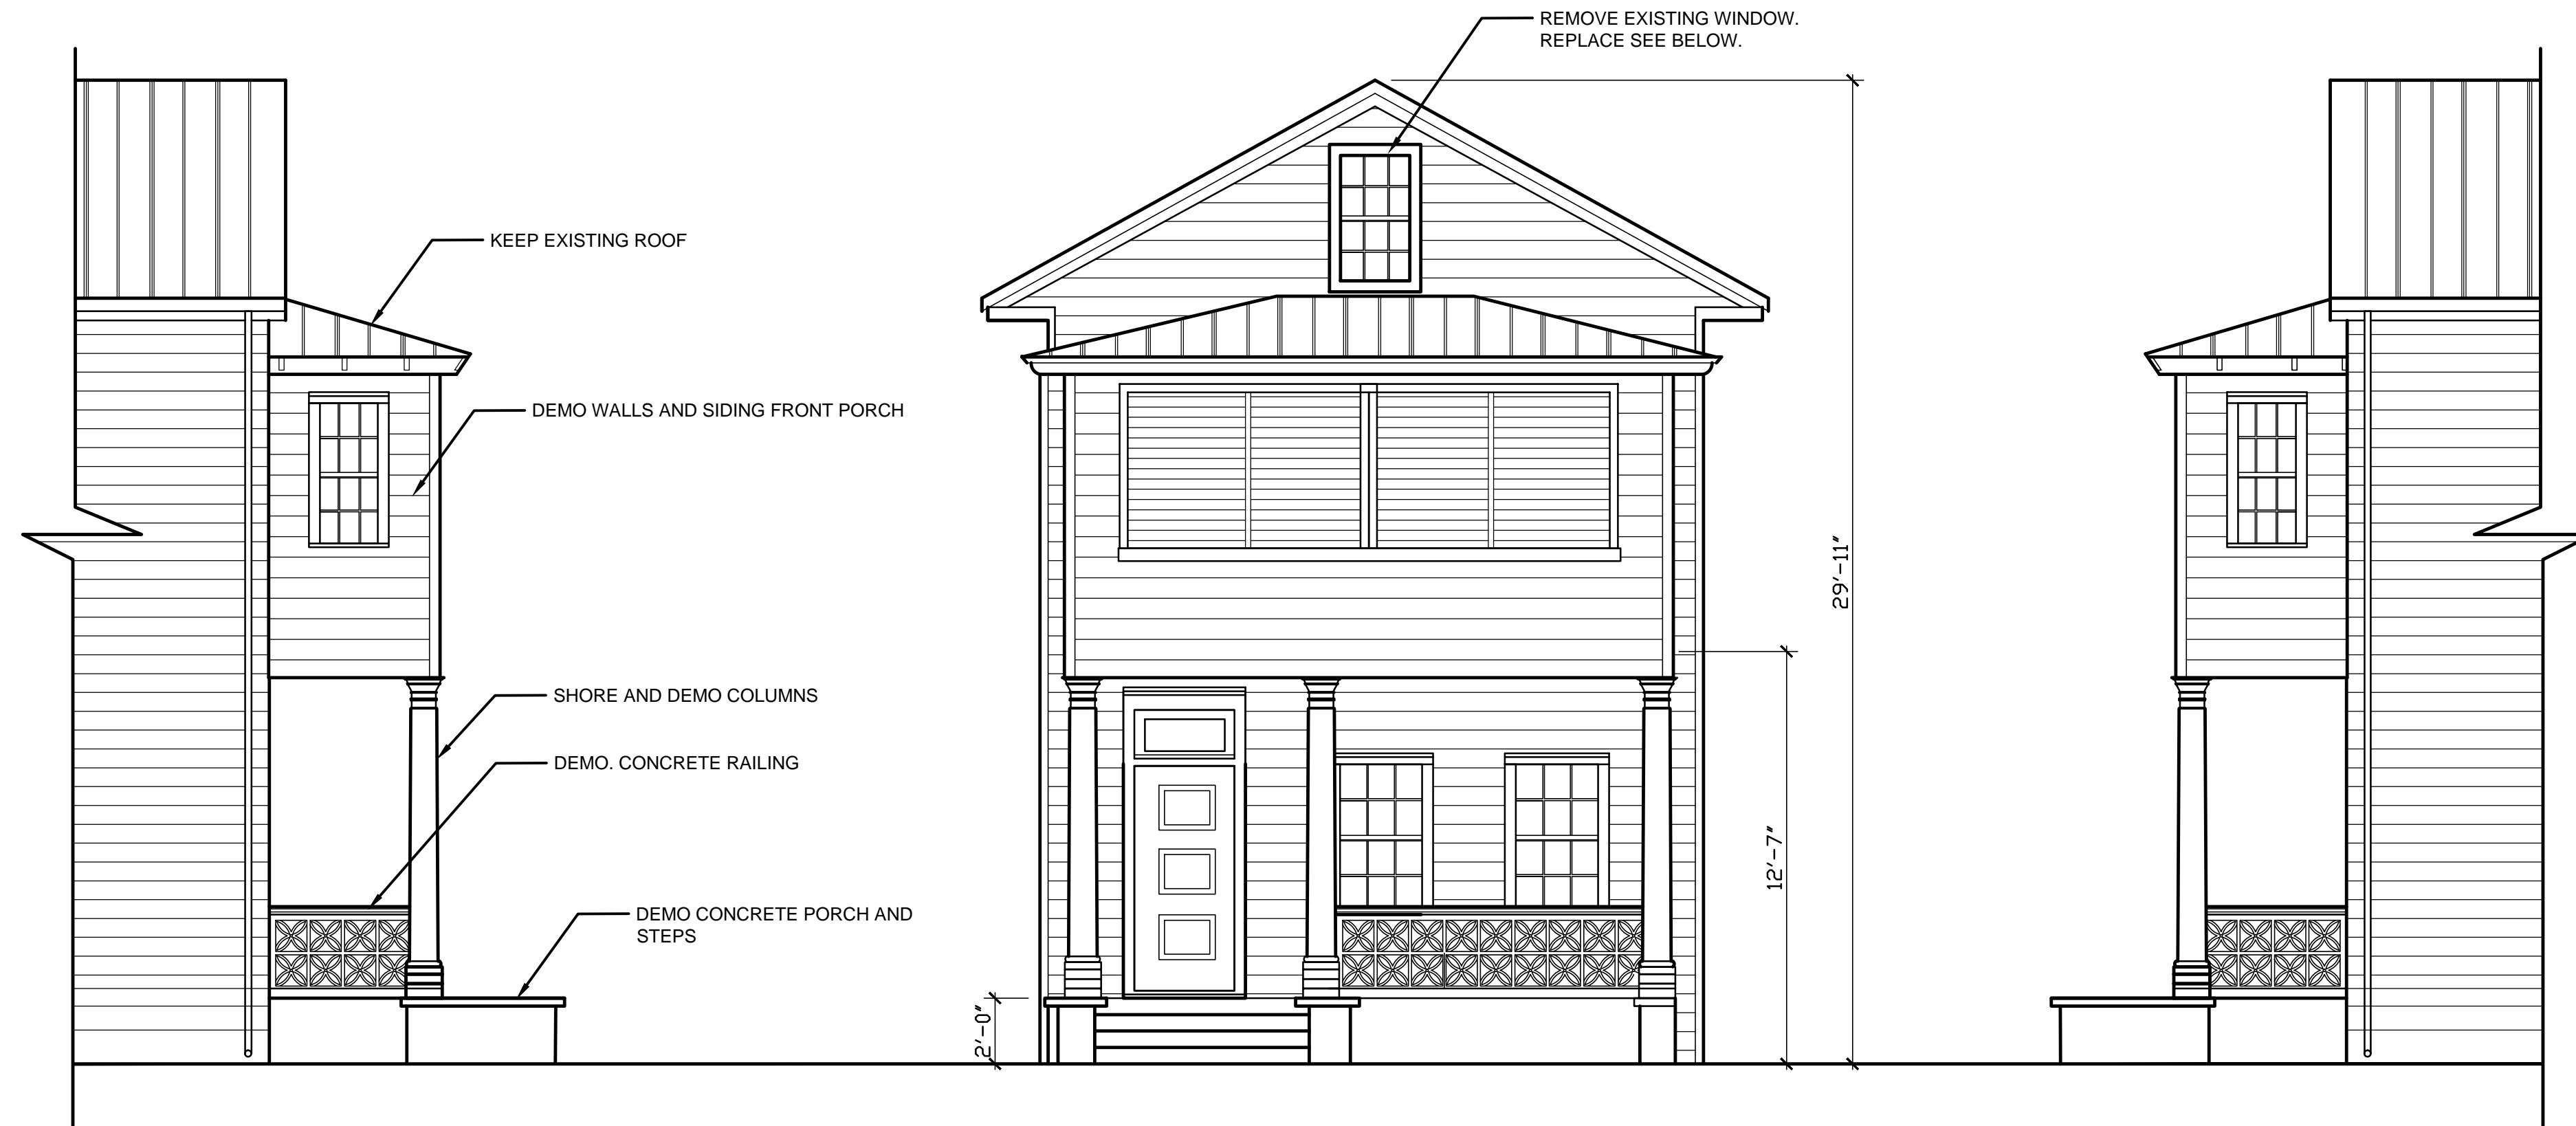 REMOVE EXISTING WINDOW.
REPLACE SEE BELOW.
KEEP EXISTING ROOF
DEMO WALLS AND SIDING FRONT PORCH
29'-11"
SHORE AND DEMO COLUMNS
DEMO. CONCRETE RAILING
12'-7"
DEMO CONCRETE PORCH AND
STEPS
2'-0"